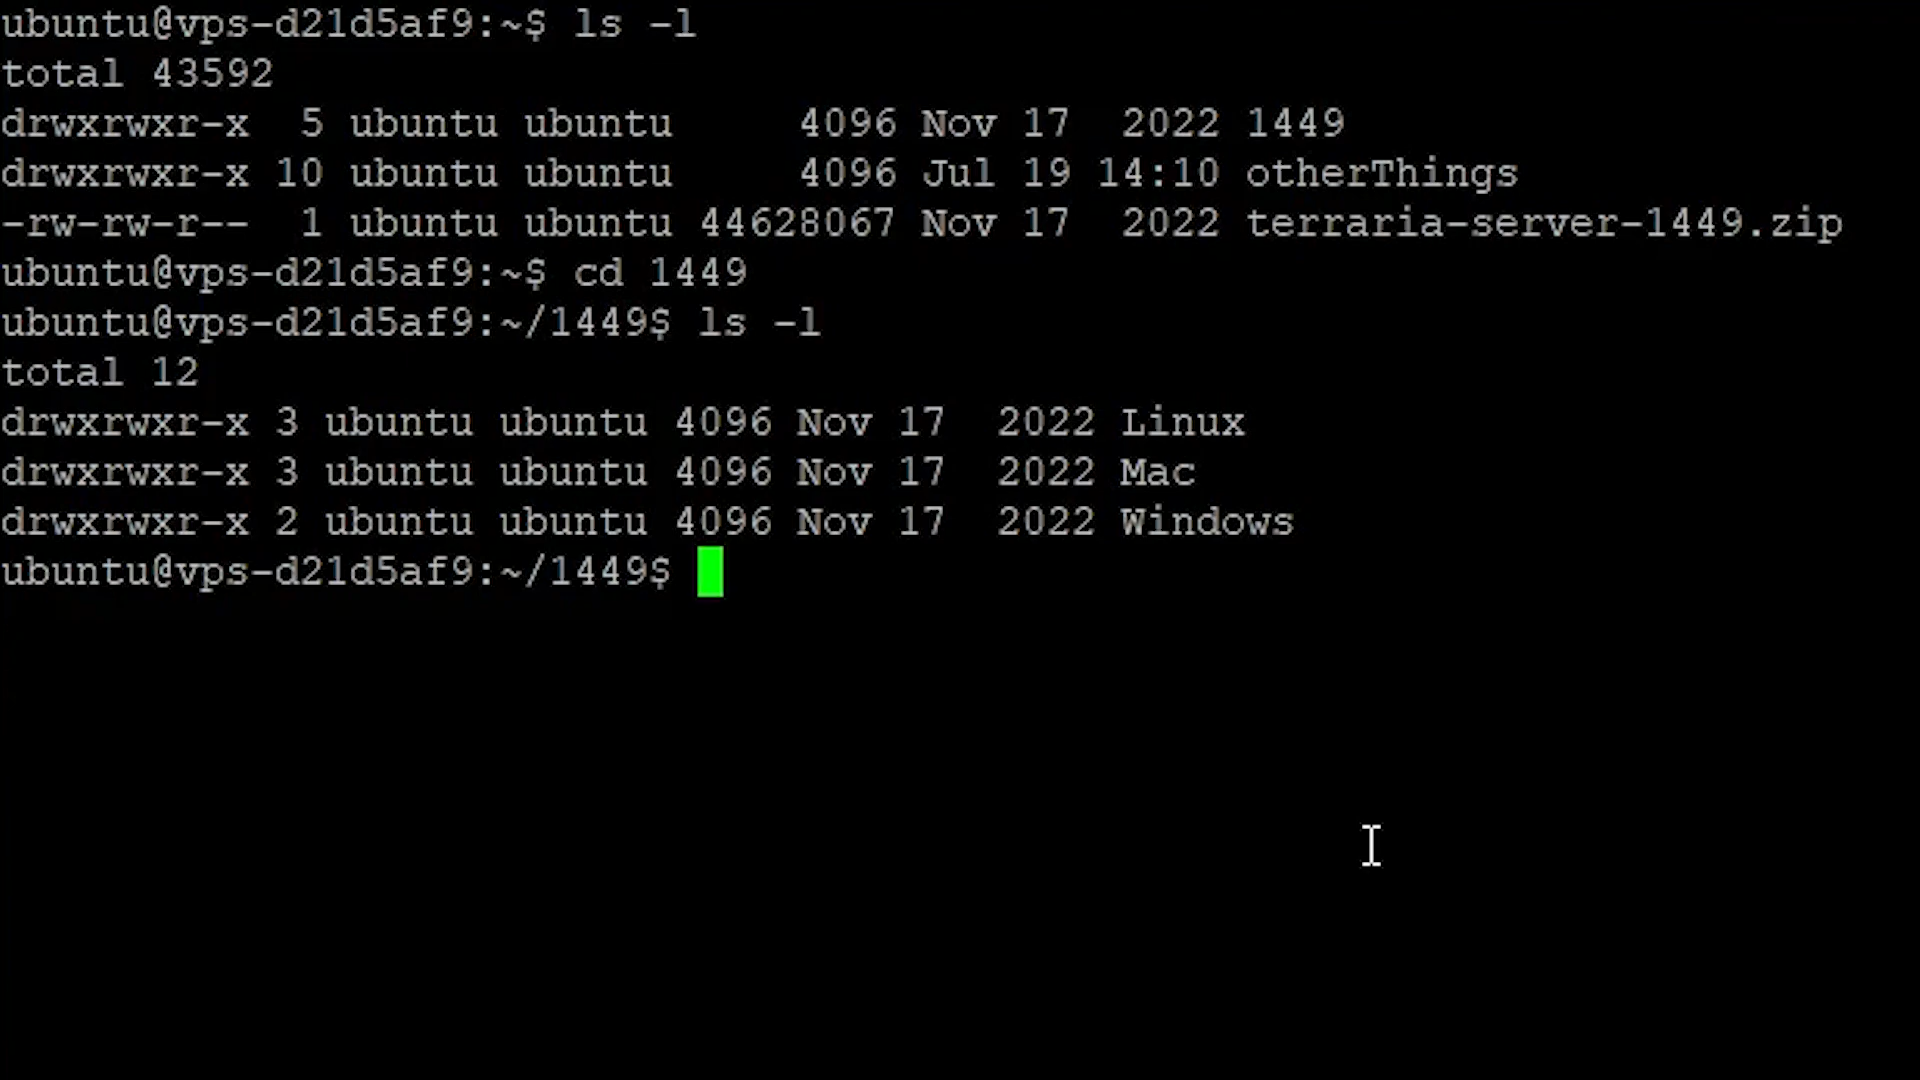 ubuntu@vps-d21d5af9:~$ ls -l
total 43592
drwxrwxr-x  5 ubuntu ubuntu     4096 Nov 17  2022 1449
drwxrwxr-x 10 ubuntu ubuntu     4096 Jul 19 14:10 otherThings
-rw-rw-r--  1 ubuntu ubuntu 44628067 Nov 17  2022 terraria-server-1449.zip
ubuntu@vps-d21d5af9:~$ cd 1449
ubuntu@vps-d21d5af9:~/1449$ ls -l
total 12
drwxrwxr-x 3 ubuntu ubuntu 4096 Nov 17  2022 Linux
drwxrwxr-x 3 ubuntu ubuntu 4096 Nov 17  2022 Mac
drwxrwxr-x 2 ubuntu ubuntu 4096 Nov 17  2022 Windows
ubuntu@vps-d21d5af9:~/1449$